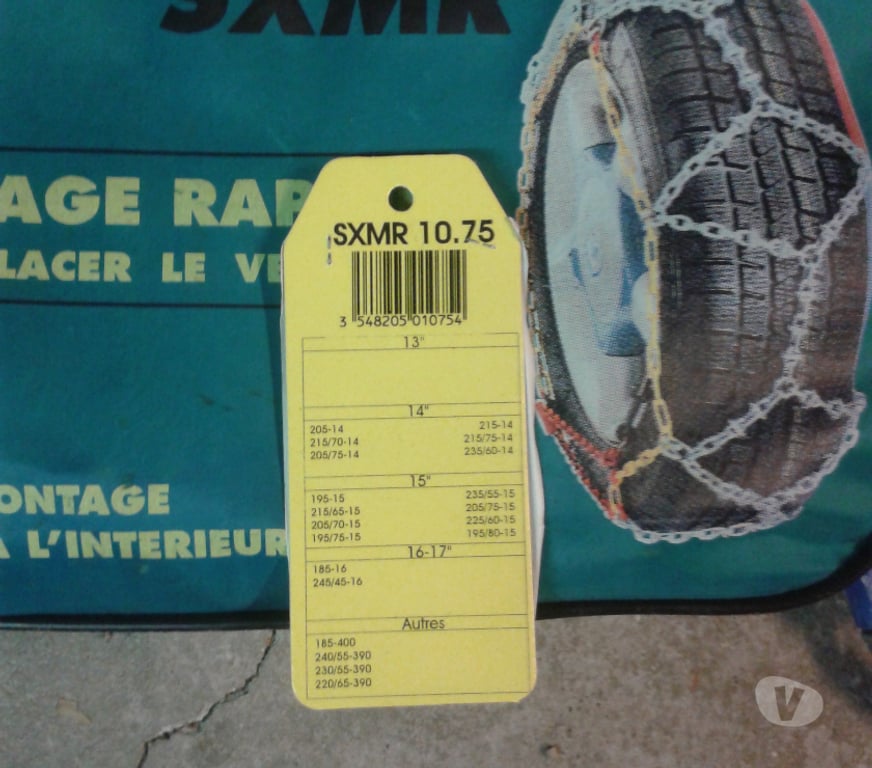 SXMR
AGE RAP
LACER LE VE
ONTAGE
A L'INTERIEUR
SXMR 10.75
3 548205 010754
13"
14"
205-14 215-14
215/70-14 215/75-14
205/75-14 235/60-14
15"
195-15 235/55-15
215/65-15 205/75-15
205/70-15 225/60-15
195/75-15 195/80-15
16-17"
185-16
245/45-16
Autres
185-400
240/55-390
230/55-390
220/65-390
V